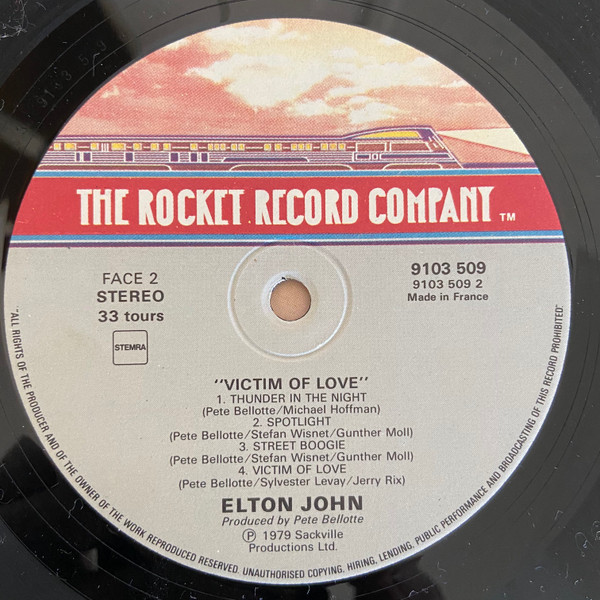 9103 5
THE ROCKET RECORD COMPANY TM
FACE 2
STEREO
33 tours
STEMRA
9103 509
9103 509 2
Made in France
"VICTIM OF LOVE"
1. THUNDER IN THE NIGHT
(Pete Bellotte/Michael Hoffman)
2. SPOTLIGHT
(Pete Bellotte/Stefan Wisnet/Gunther Moll)
3. STREET BOOGIE
(Pete Bellotte/Stefan Wisnet/Gunther Moll)
4. VICTIM OF LOVE
(Pete Bellotte/Sylvester Levay/Jerry Rix)
ELTON JOHN
Produced by Pete Bellotte
Ⓟ 1979 Sackville
Productions Ltd.
"ALL RIGHTS OF THE PRODUCER AND OF THE OWNER OF THE WORK REPRODUCED RESERVED. UNAUTHORISED COPYING, HIRING, LENDING, PUBLIC PERFORMANCE AND BROADCASTING OF THIS RECORD PROHIBITED"